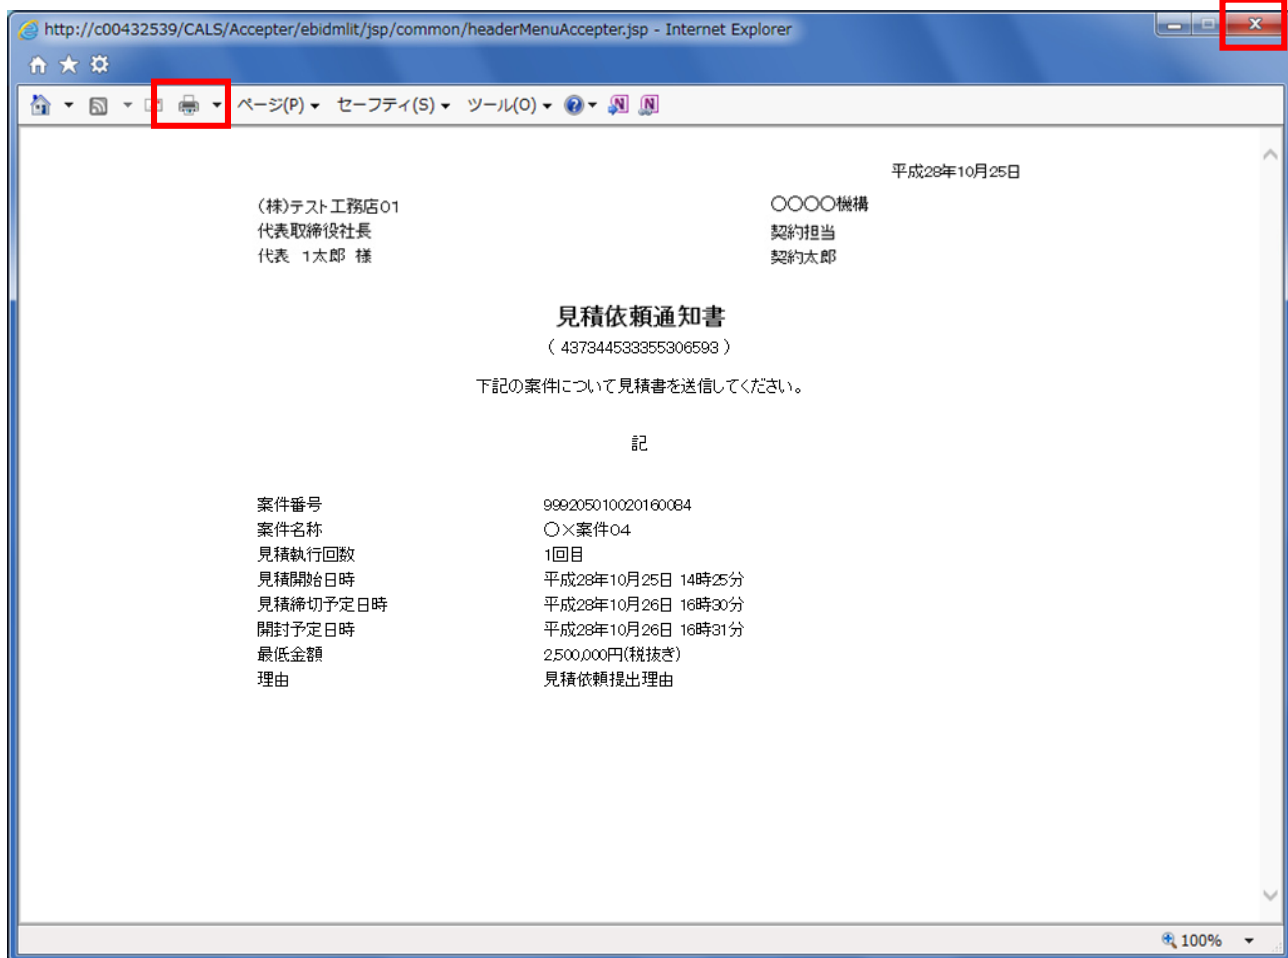 http://c00432539/CALS/Accepter/ebidmlit/jsp/common/headerMenuAccepter.jsp - Internet Explorer
ページ(P) セーフティ(S) ツール(O)
平成28年10月25日
(株)テスト工務店01
代表取締役社長
代表 1太郎 様
〇〇〇〇機構
契約担当
契約太郎
見積依頼通知書
( 437344533355306593 )
下記の案件について見積書を送信してください。
記
案件番号 999205010020160084
案件名称 〇×案件04
見積執行回数 1回目
見積開始日時 平成28年10月25日 14時25分
見積締切予定日時 平成28年10月26日 16時30分
開封予定日時 平成28年10月26日 16時31分
最低金額 2,500,000円(税抜き)
理由 見積依頼提出理由
100%